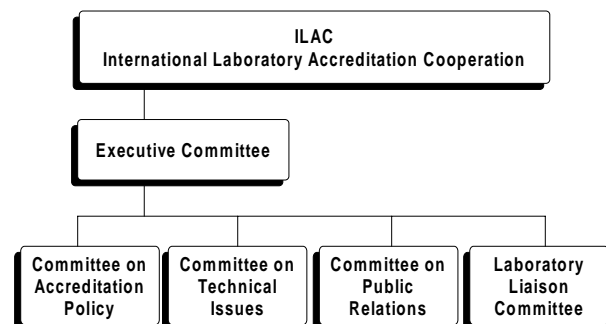 ILAC
International Laboratory Accreditation Cooperation
Executive Committee
Committee on
Accreditation
Policy
Committee on
Technical
Issues
Committee on
Public
Relations
Laboratory
Liaison
Committee